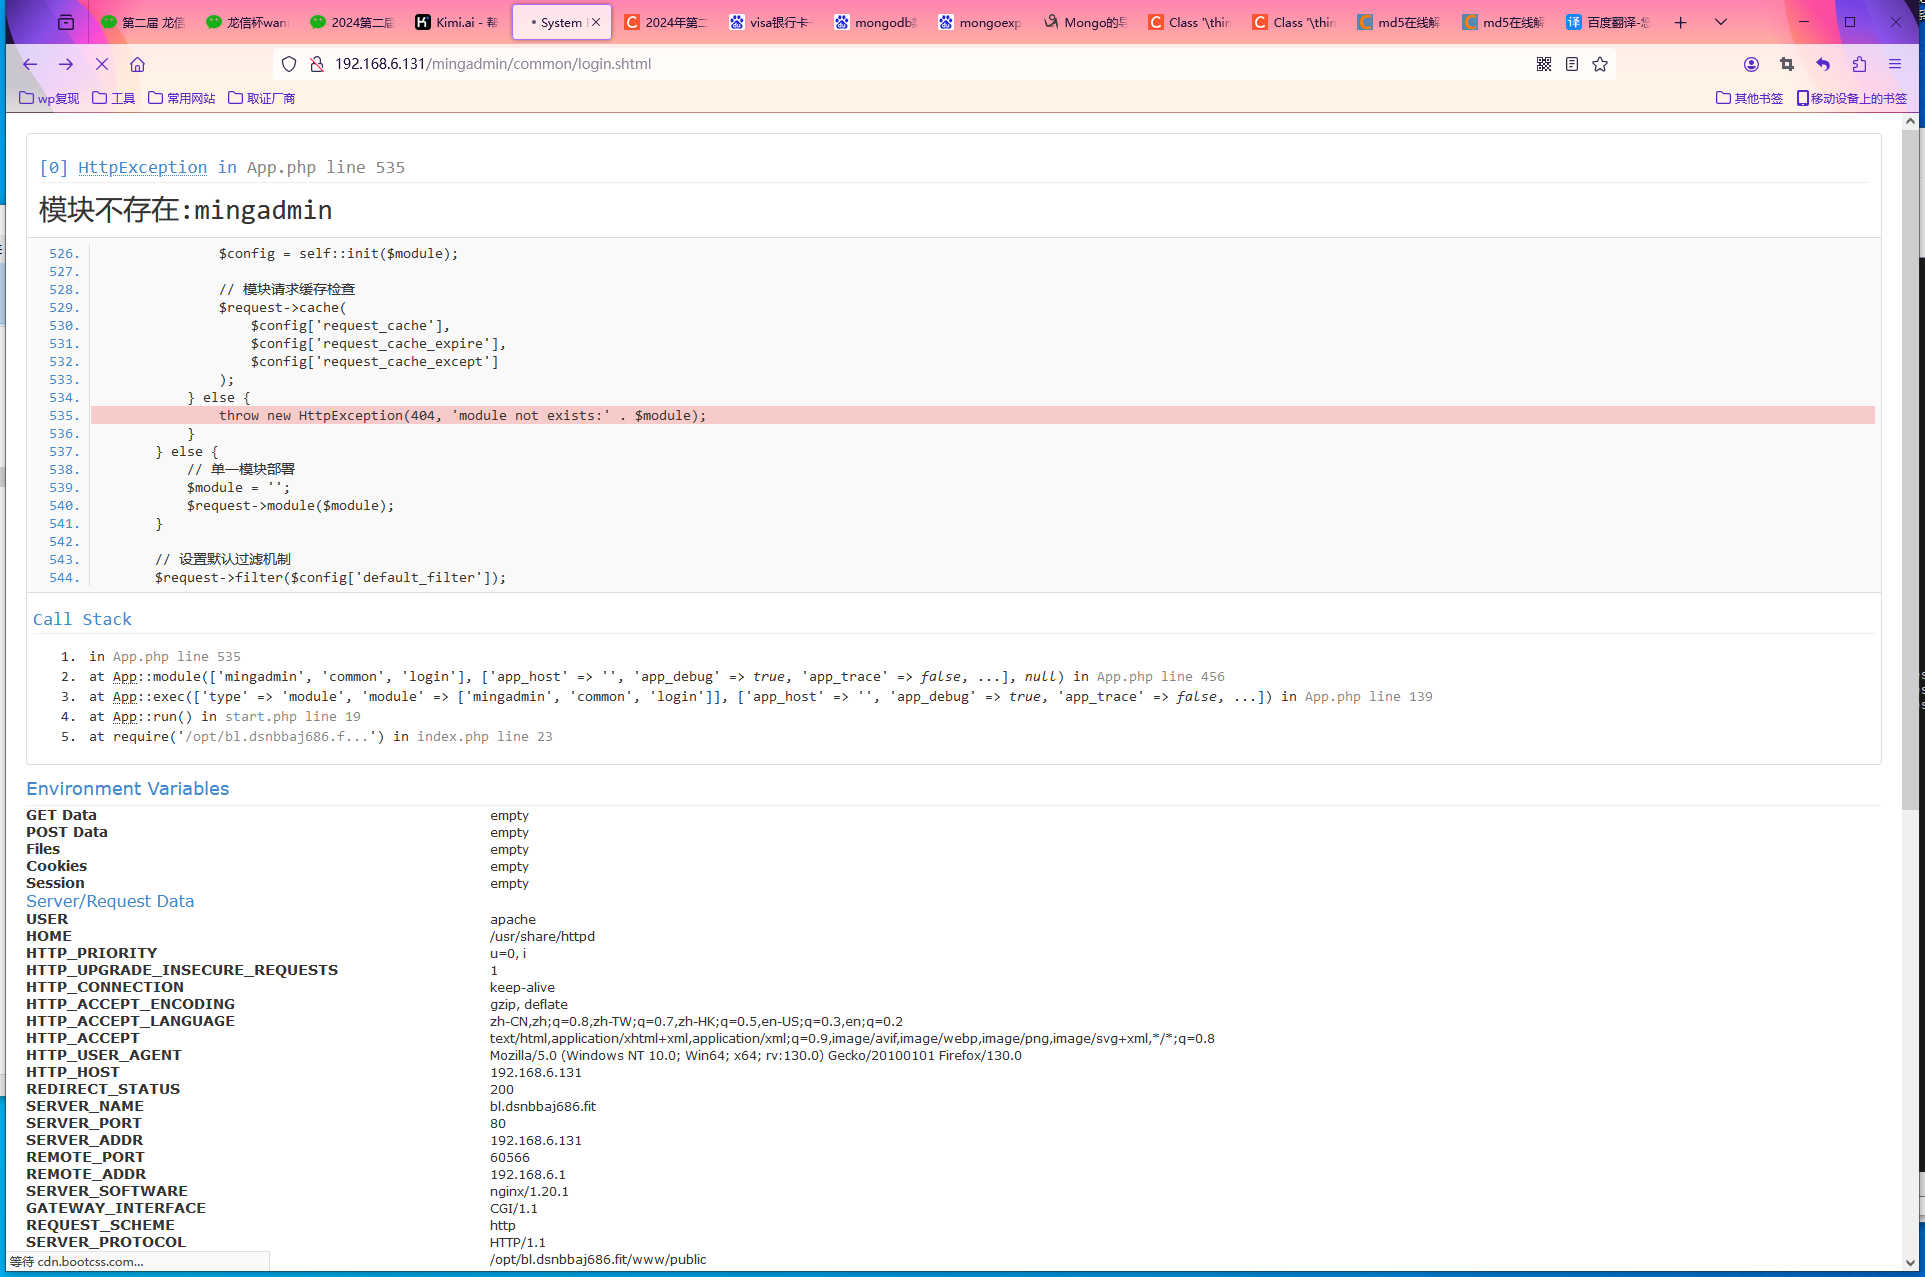 第二届 龙信
龙信杯wan
2024第二届
Kimi.ai - 帮
System
2024年第二
visa银行卡
mongodb
mongoexp
Mongo的
Class '\thin
Class '\thin
md5在线解
md5在线解
百度翻译-您
192.168.6.131/mingadmin/common/login.shtml
wp复现
工具
常用网站
取证厂商
其他书签
移动设备上的书签
[0] HttpException in App.php line 535
模块不存在:mingadmin
526. $config = self::init($module);
527.
528. // 模块请求缓存检查
529. $request->cache(
530. $config['request_cache'],
531. $config['request_cache_expire'],
532. $config['request_cache_except']
533. );
534. } else {
535. throw new HttpException(404, 'module not exists:' . $module);
536. }
537. } else {
538. // 单一模块部署
539. $module = '';
540. $request->module($module);
541. }
542.
543. // 设置默认过滤机制
544. $request->filter($config['default_filter']);
Call Stack
1. in App.php line 535
2. at App::module(['mingadmin', 'common', 'login'], ['app_host' => '', 'app_debug' => true, 'app_trace' => false, ...], null) in App.php line 456
3. at App::exec(['type' => 'module', 'module' => ['mingadmin', 'common', 'login']], ['app_host' => '', 'app_debug' => true, 'app_trace' => false, ...]) in App.php line 139
4. at App::run() in start.php line 19
5. at require('/opt/bl.dsnbbaj686.f...') in index.php line 23
Environment Variables
GET Data empty
POST Data empty
Files empty
Cookies empty
Session empty
Server/Request Data
USER apache
HOME /usr/share/httpd
HTTP_PRIORITY u=0, i
HTTP_UPGRADE_INSECURE_REQUESTS 1
HTTP_CONNECTION keep-alive
HTTP_ACCEPT_ENCODING gzip, deflate
HTTP_ACCEPT_LANGUAGE zh-CN,zh;q=0.8,zh-TW;q=0.7,zh-HK;q=0.5,en-US;q=0.3,en;q=0.2
HTTP_ACCEPT text/html,application/xhtml+xml,application/xml;q=0.9,image/avif,image/webp,image/png,image/svg+xml,*/*;q=0.8
HTTP_USER_AGENT Mozilla/5.0 (Windows NT 10.0; Win64; x64; rv:130.0) Gecko/20100101 Firefox/130.0
HTTP_HOST 192.168.6.131
REDIRECT_STATUS 200
SERVER_NAME bl.dsnbbaj686.fit
SERVER_PORT 80
SERVER_ADDR 192.168.6.131
REMOTE_PORT 60566
REMOTE_ADDR 192.168.6.1
SERVER_SOFTWARE nginx/1.20.1
GATEWAY_INTERFACE CGI/1.1
REQUEST_SCHEME http
SERVER_PROTOCOL HTTP/1.1
/opt/bl.dsnbbaj686.fit/www/public
等待 cdn.bootcss.com...